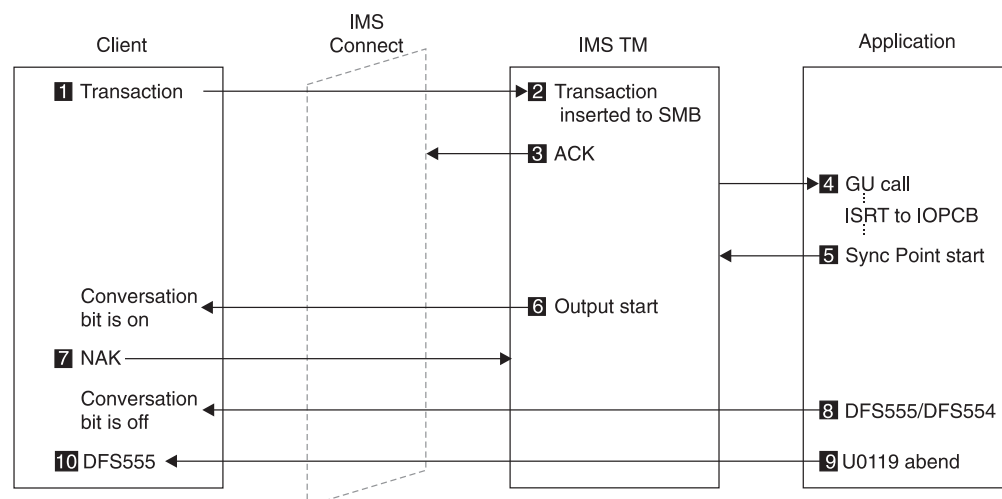 Client
IMS
Connect
IMS TM
Application
1 Transaction
2 Transaction
inserted to SMB
3 ACK
4 GU call
ISRT to IOPCB
5 Sync Point start
Conversation
bit is on
6 Output start
7 NAK
Conversation
bit is off
8 DFS555/DFS554
10 DFS555
9 U0119 abend